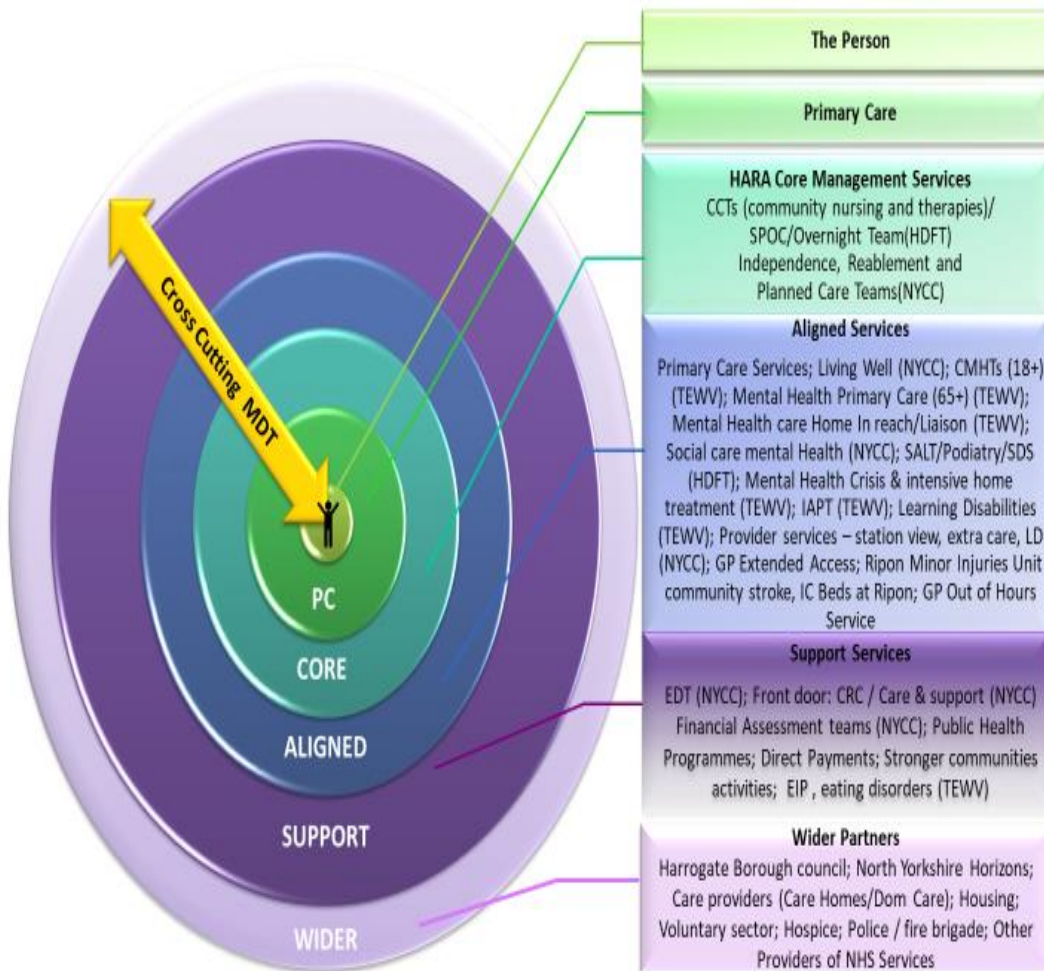 The Person
Primary Care
HARA Core Management Services
CCTs (community nursing and therapies)/
SPOC/Overnight Team(HDFT)
Independence, Reablement and
Planned Care Teams(NYCC)
Aligned Services
Primary Care Services; Living Well (NYCC); CMHTs (18+)
(TEWV); Mental Health Primary Care (65+) (TEWV);
Mental Health care Home In reach/Liaison (TEWV);
Social care mental Health (NYCC); SALT/Podiatry/SDS
(HDFT); Mental Health Crisis & intensive home
treatment (TEWV); IAPT (TEWV); Learning Disabilities
(TEWV); Provider services – station view, extra care, LD
(NYCC); GP Extended Access; Ripon Minor Injuries Unit
community stroke, IC Beds at Ripon; GP Out of Hours
Service
Support Services
EDT (NYCC); Front door: CRC / Care & support (NYCC)
Financial Assessment teams (NYCC); Public Health
Programmes; Direct Payments; Stronger communities
activities; EIP , eating disorders (TEWV)
Wider Partners
Harrogate Borough council; North Yorkshire Horizons;
Care providers (Care Homes/Dom Care); Housing;
Voluntary sector; Hospice; Police / fire brigade; Other
Providers of NHS Services
Cross Cutting MDT
PC
CORE
ALIGNED
SUPPORT
WIDER